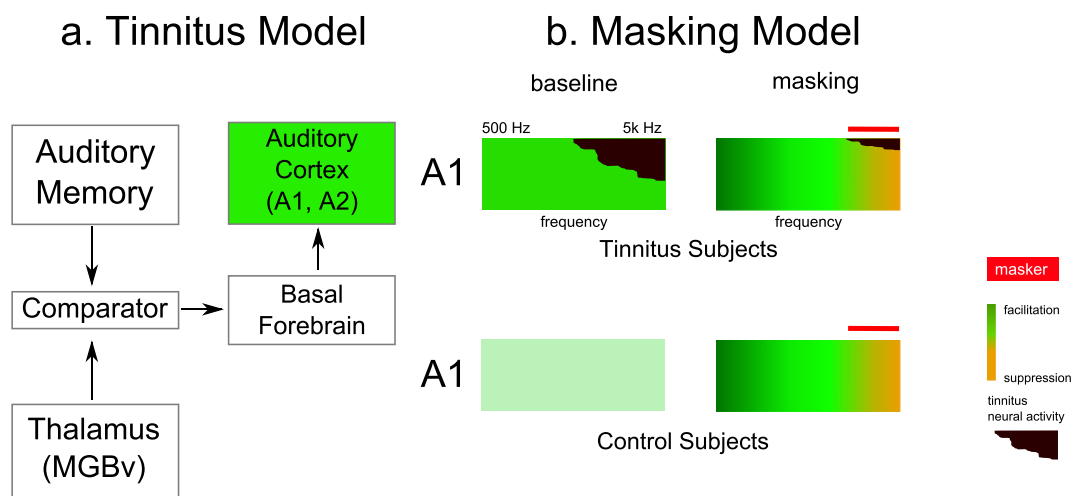 a. Tinnitus Model
Auditory
Memory
Auditory
Cortex
(A1, A2)
Comparator
Basal
Forebrain
Thalamus
(MGBv)
b. Masking Model
baseline
masking
500 Hz
5k Hz
A1
frequency
frequency
Tinnitus Subjects
A1
Control Subjects
masker
facilitation
suppression
tinnitus
neural activity